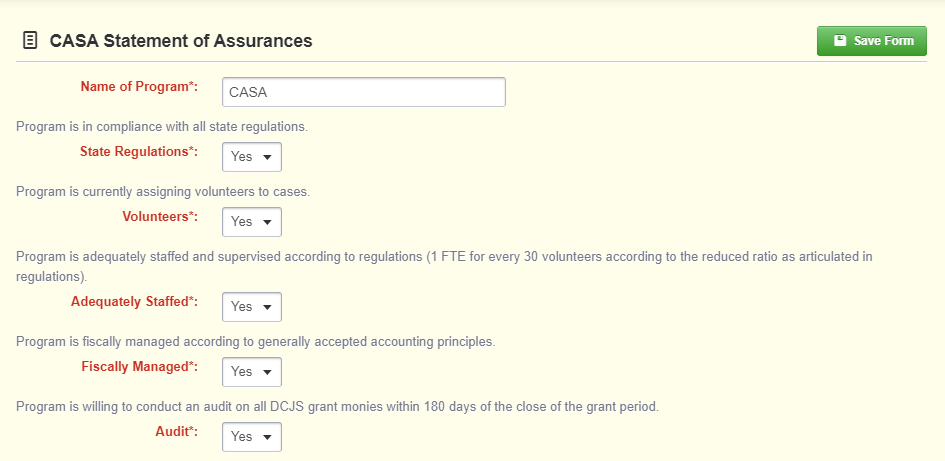 CASA Statement of Assurances
Save Form
Name of Program*: CASA
Program is in compliance with all state regulations.
State Regulations*: Yes
Program is currently assigning volunteers to cases.
Volunteers*: Yes
Program is adequately staffed and supervised according to regulations (1 FTE for every 30 volunteers according to the reduced ratio as articulated in
regulations).
Adequately Staffed*: Yes
Program is fiscally managed according to generally accepted accounting principles.
Fiscally Managed*: Yes
Program is willing to conduct an audit on all DCJS grant monies within 180 days of the close of the grant period.
Audit*: Yes